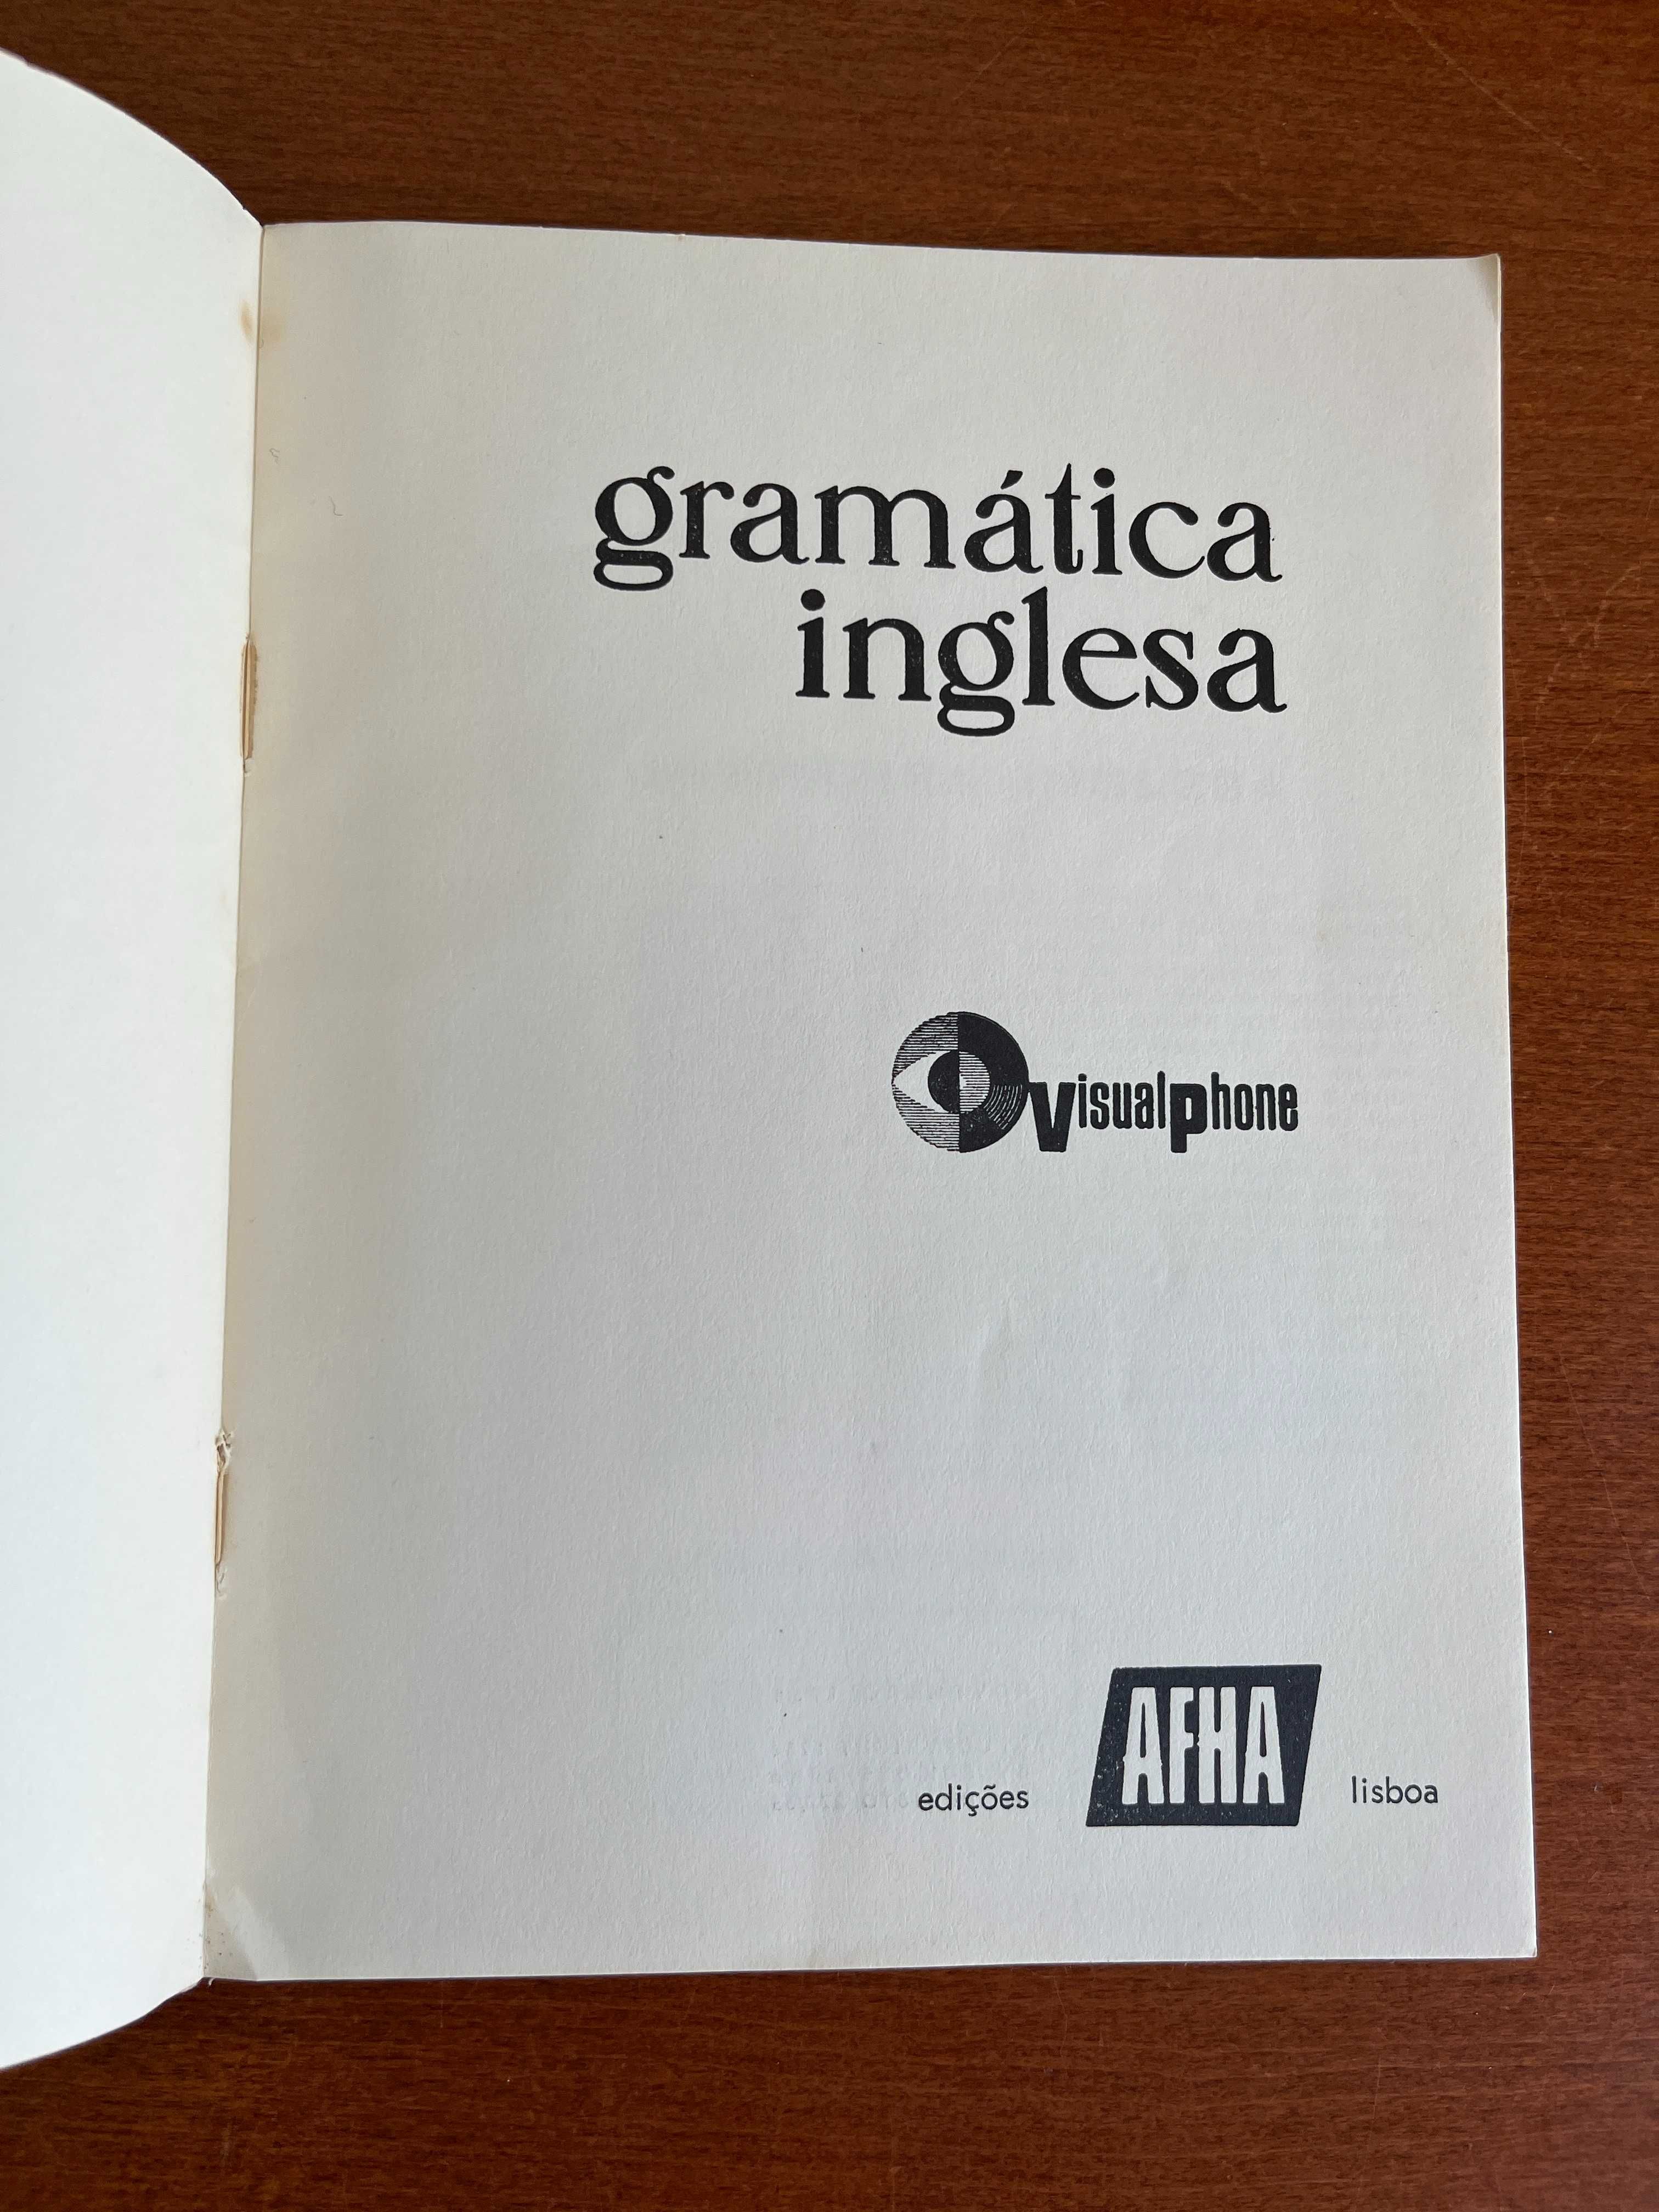 gramática
inglesa
visualphone
edições AFHA lisboa